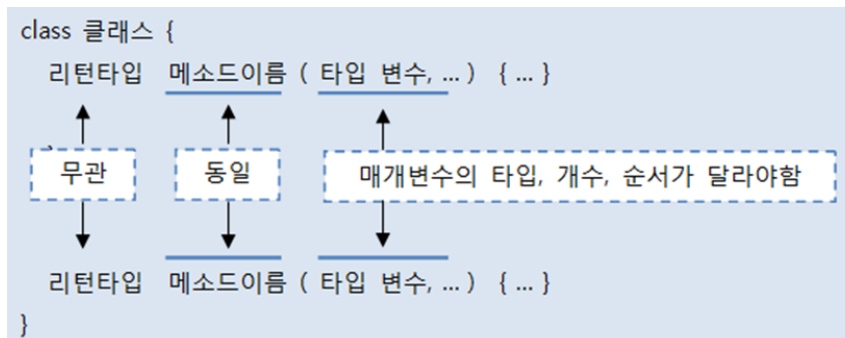 class 클래스 {
리턴타입 메소드이름 ( 타입 변수, ... ) { ... }
무관 동일 매개변수의 타입, 개수, 순서가 달라야함
리턴타입 메소드이름 ( 타입 변수, ... ) { ... }
}